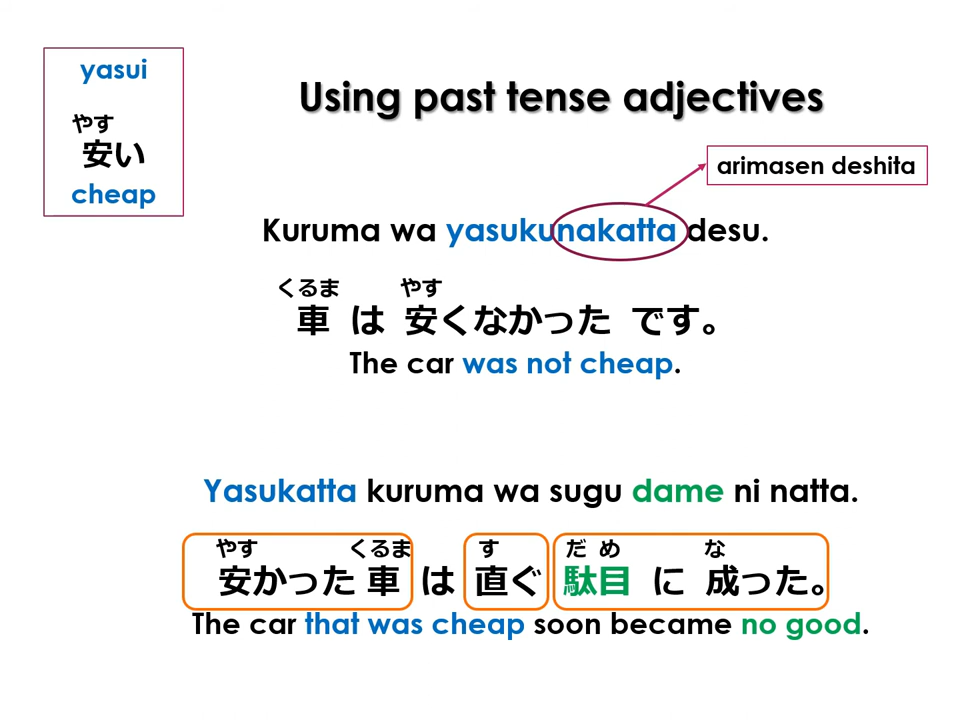 yasui
やす
安い
cheap
Using past tense adjectives
arimasen deshita
Kuruma wa yasukunakatta desu.
くるま やす
車 は 安くなかった です。
The car was not cheap.
Yasukatta kuruma wa sugu dame ni natta.
やす くるま す だ め な
安かった 車 は 直ぐ 駄目 に 成った。
The car that was cheap soon became no good.